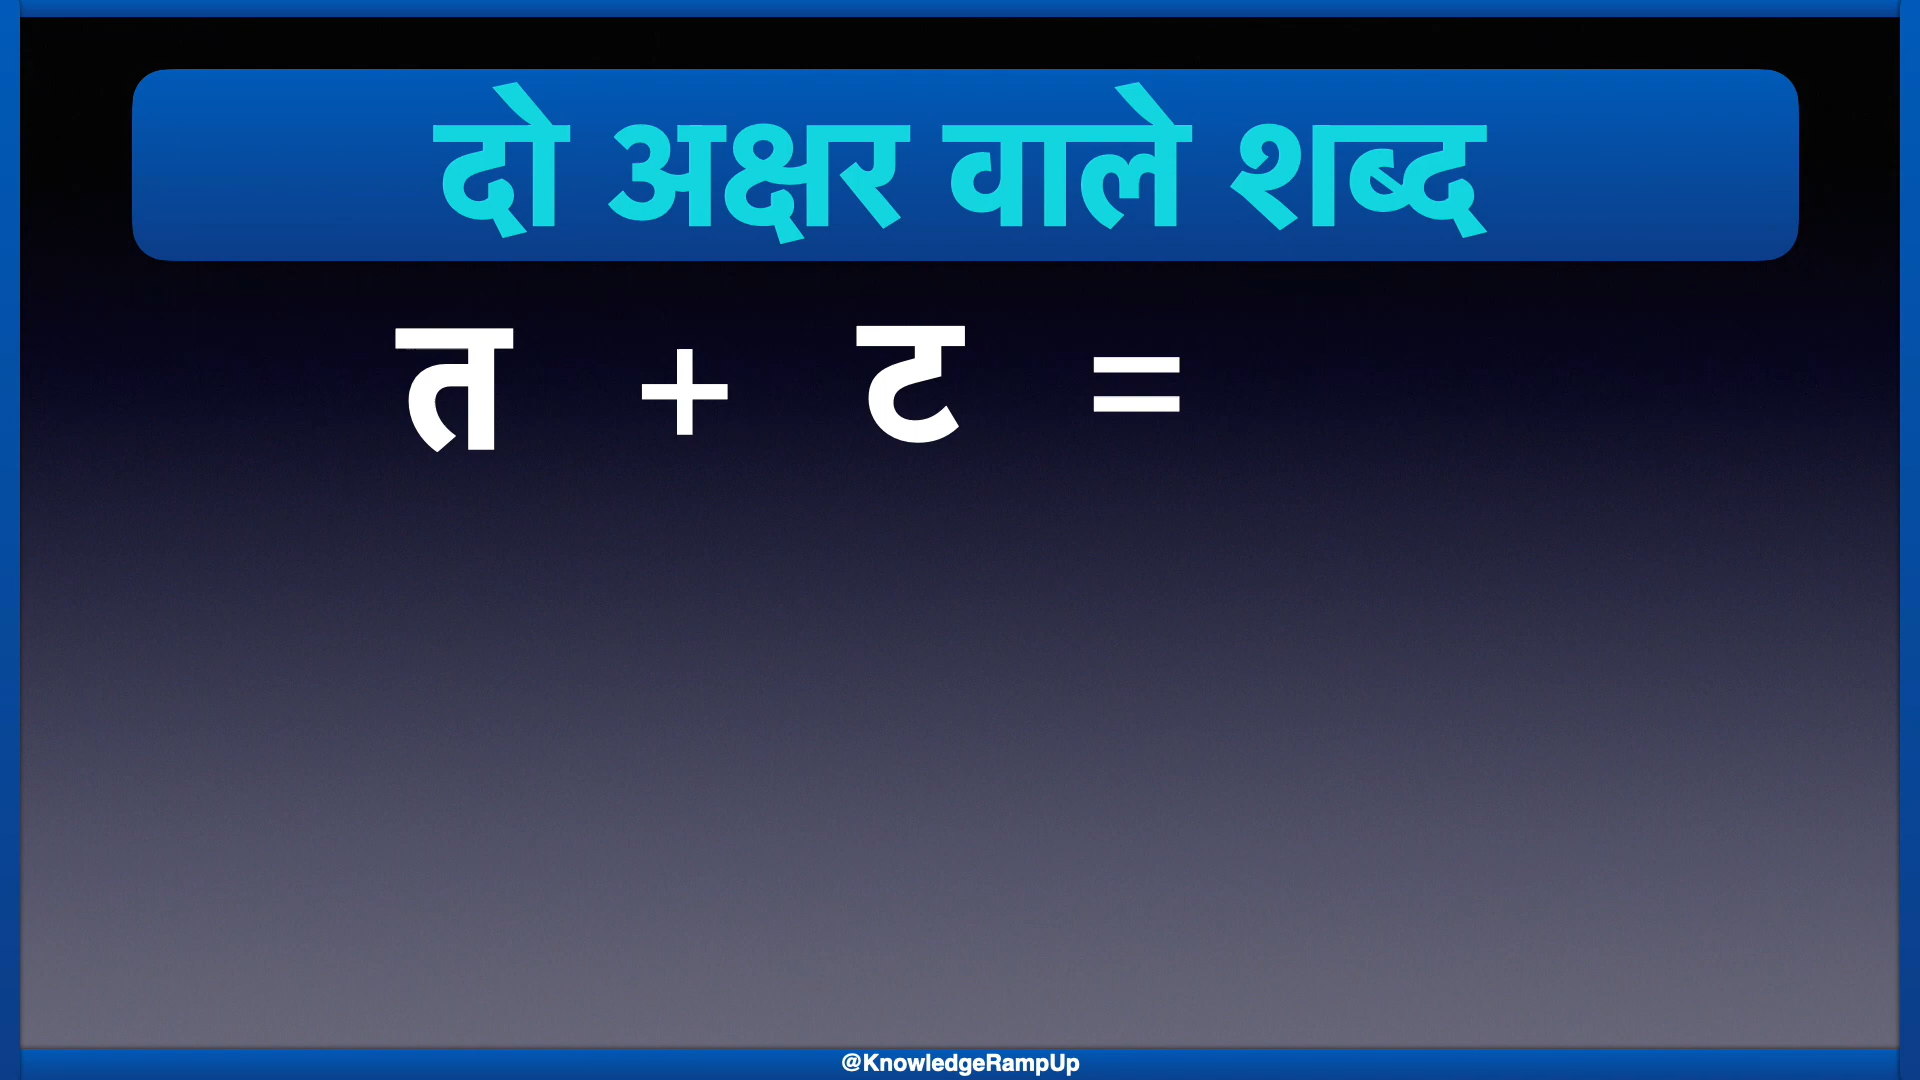 दो अक्षर वाले शब्द
त + ट =
@KnowledgeRampUp